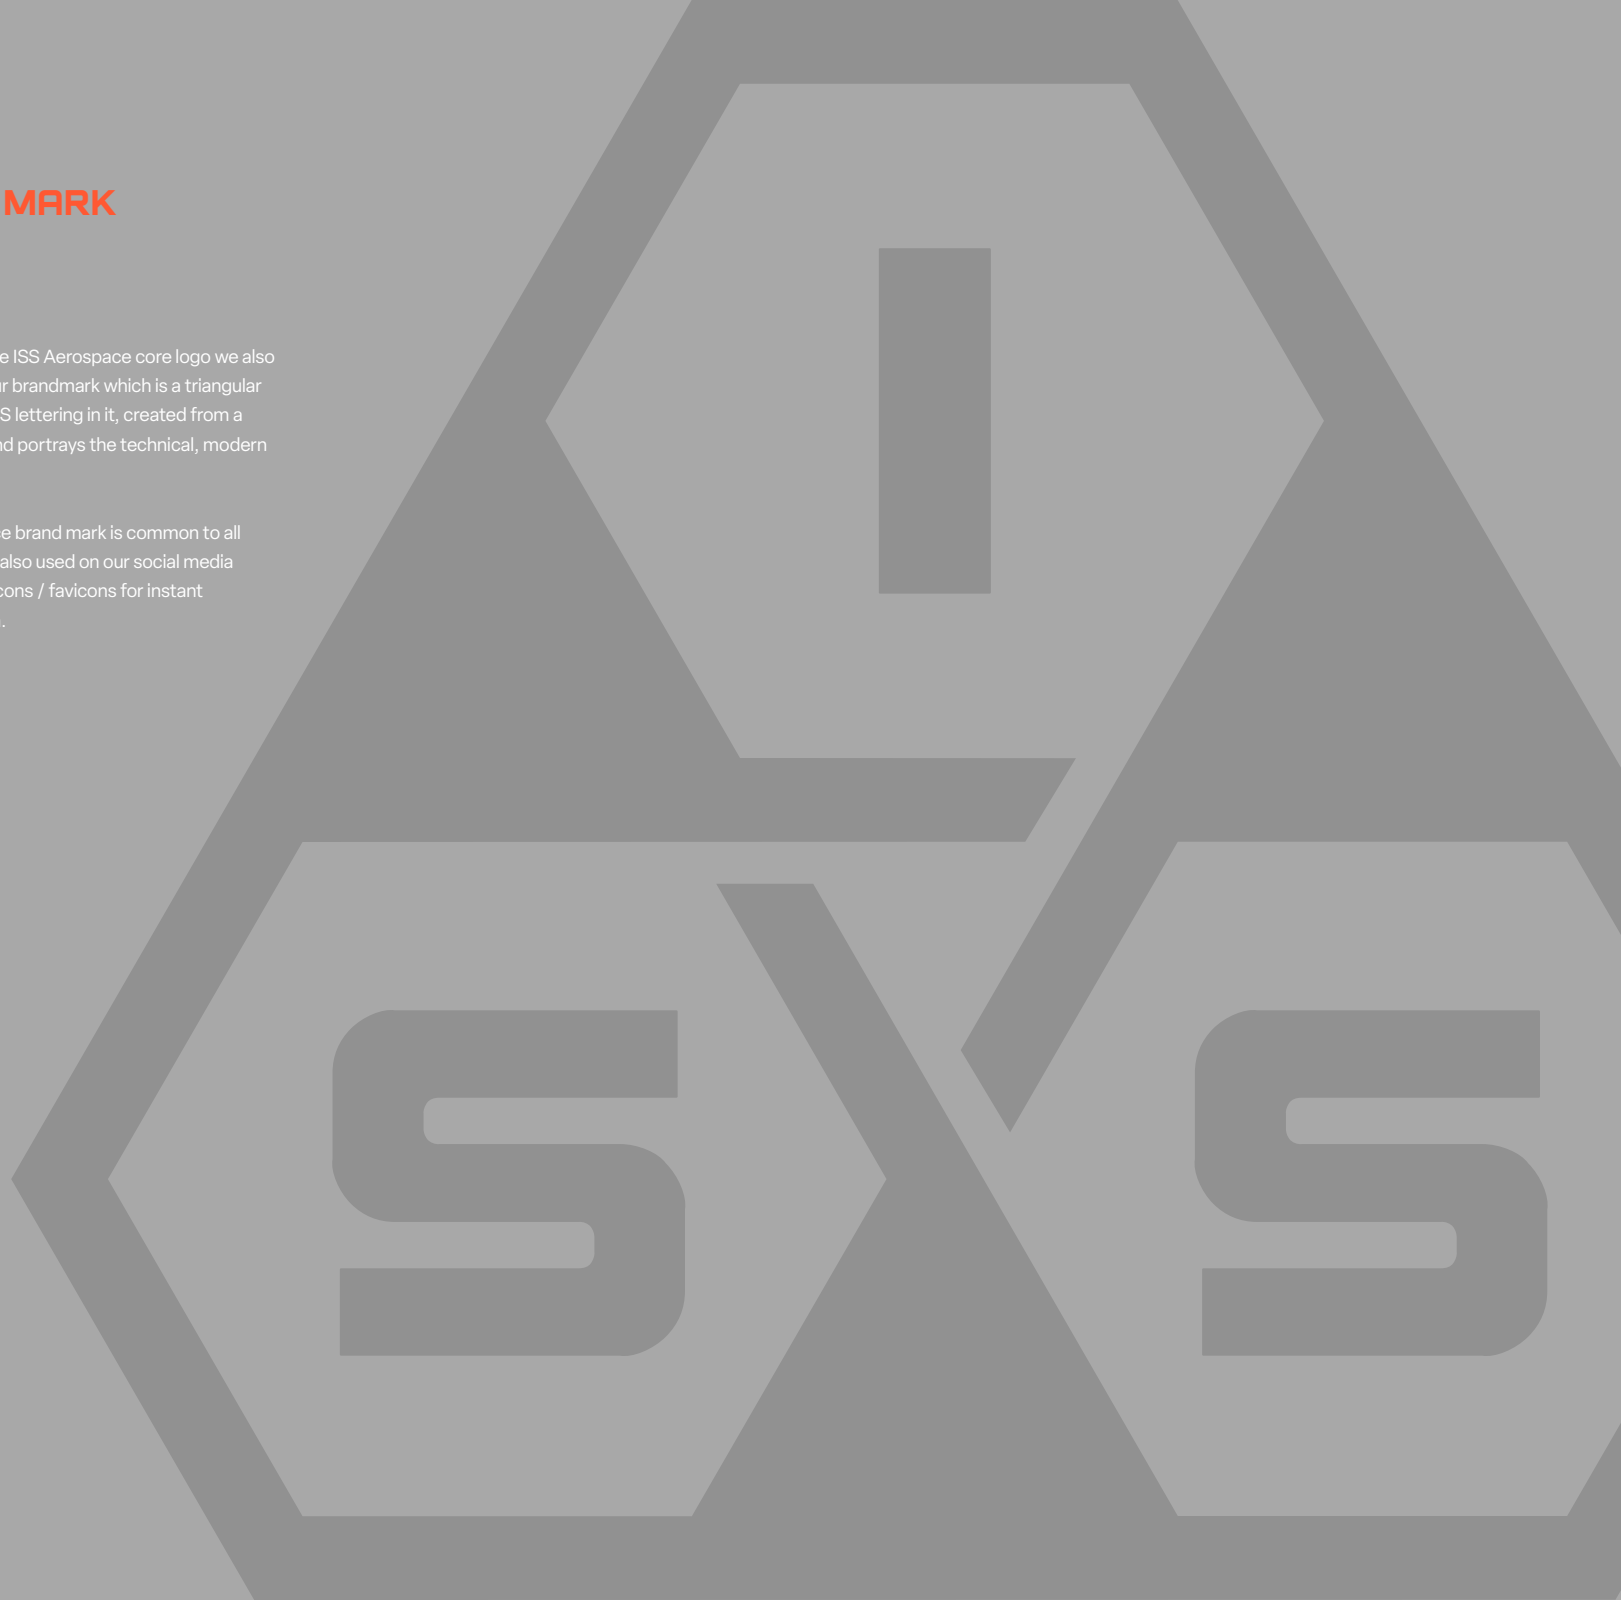 MARK
ISS Aerospace core logo we also
brandmark which is a triangular
lettering in it, created from a
portrays the technical, modern
brand mark is common to all
also used on our social media
/ favicons for instant
I
S S